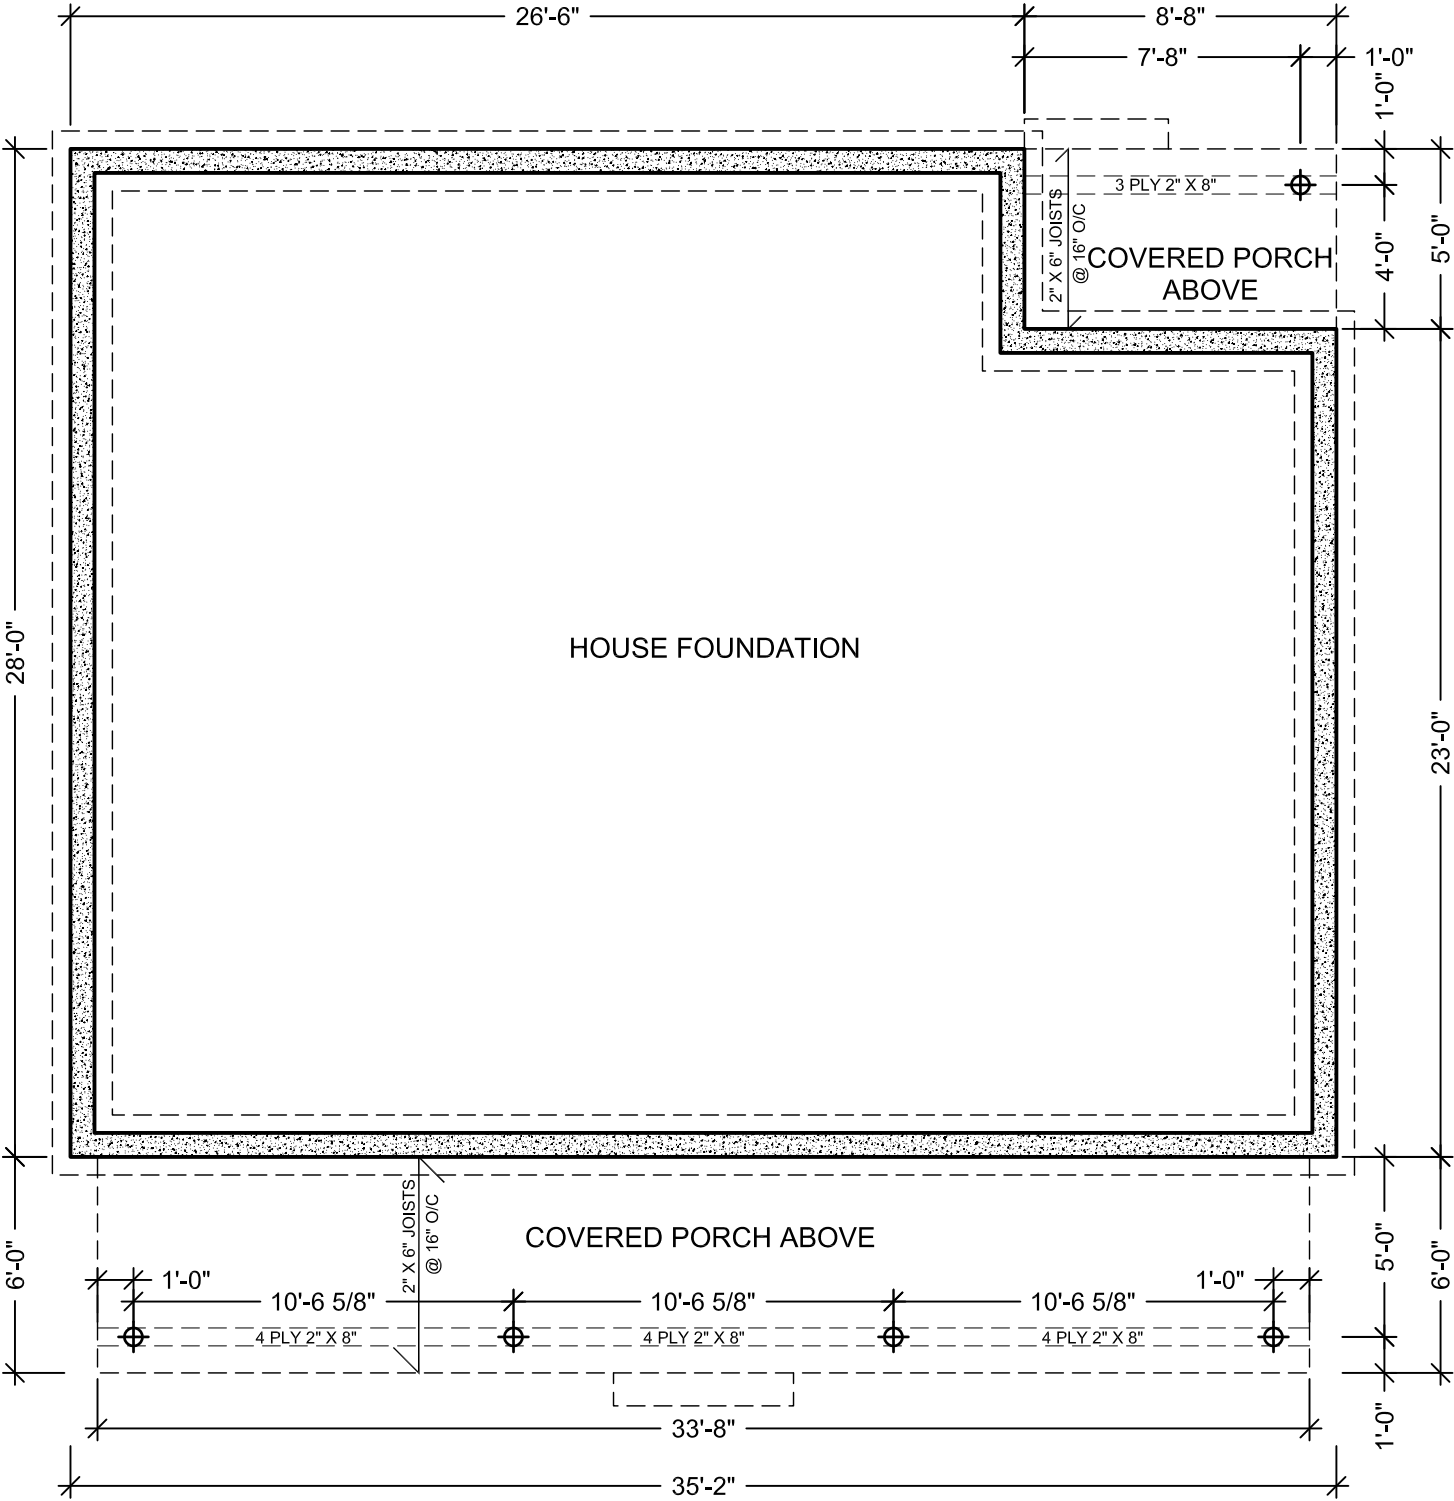 26'-6"
8'-8"
7'-8"
1'-0"
1'-0"
3 PLY 2" X 8"
2" X 6" JOISTS
@ 16" O/C
COVERED PORCH
ABOVE
4'-0"
5'-0"
28'-0"
HOUSE FOUNDATION
23'-0"
2" X 6" JOISTS
@ 16" O/C
COVERED PORCH ABOVE
6'-0"
5'-0"
6'-0"
1'-0"
1'-0"
10'-6 5/8"
10'-6 5/8"
10'-6 5/8"
4 PLY 2" X 8"
4 PLY 2" X 8"
4 PLY 2" X 8"
1'-0"
33'-8"
35'-2"